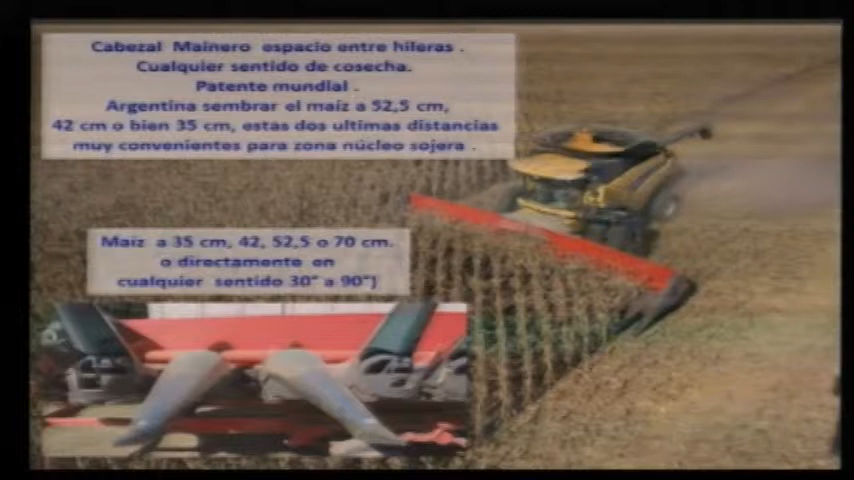 Cabezal Mainero espacio entre hileras .
Cualquier sentido de cosecha.
Patente mundial .
Argentina sembrar el maíz a 52,5 cm,
42 cm o bien 35 cm, estas dos ultimas distancias
muy convenientes para zona núcleo sojera .
Maíz a 35 cm, 42, 52,5 o 70 cm.
o directamente en
cualquier sentido 30° a 90°]